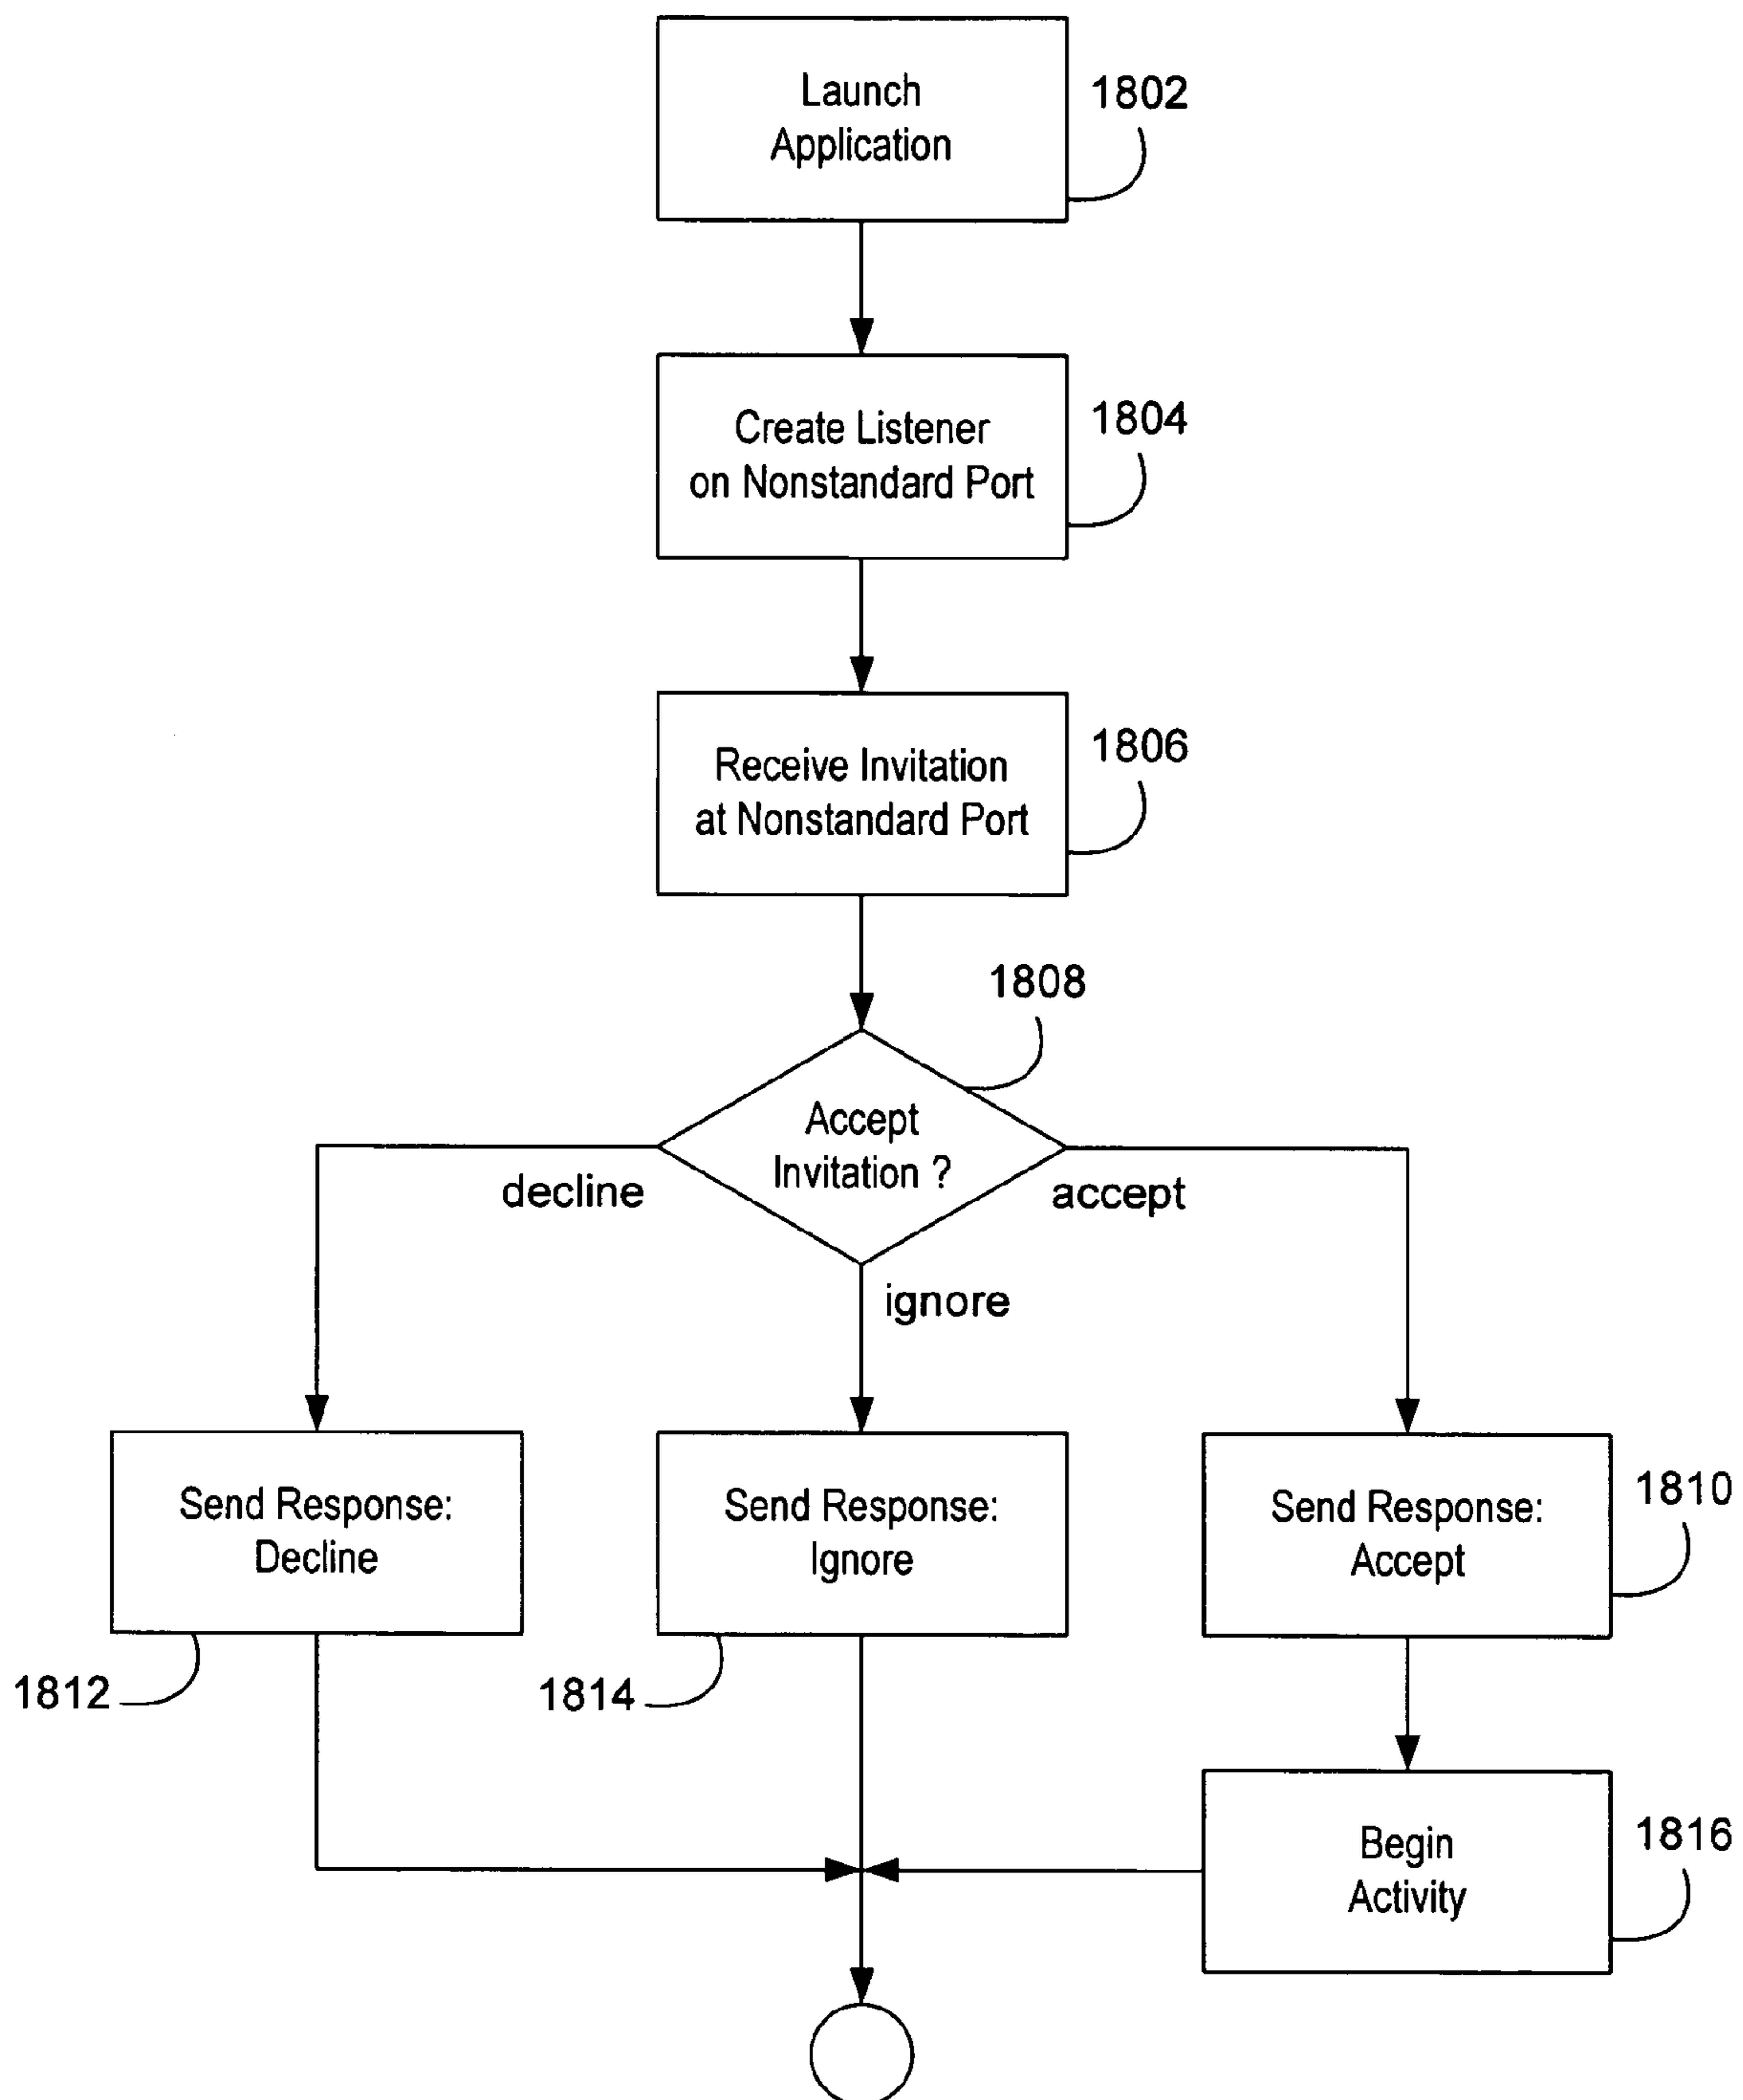 Launch
Application
1802
Create Listener
on Nonstandard Port
1804
Receive Invitation
at Nonstandard Port
1806
1808
Accept
Invitation ?
decline
accept
ignore
Send Response:
Decline
Send Response:
Ignore
Send Response:
Accept
1810
1812
1814
Begin
Activity
1816